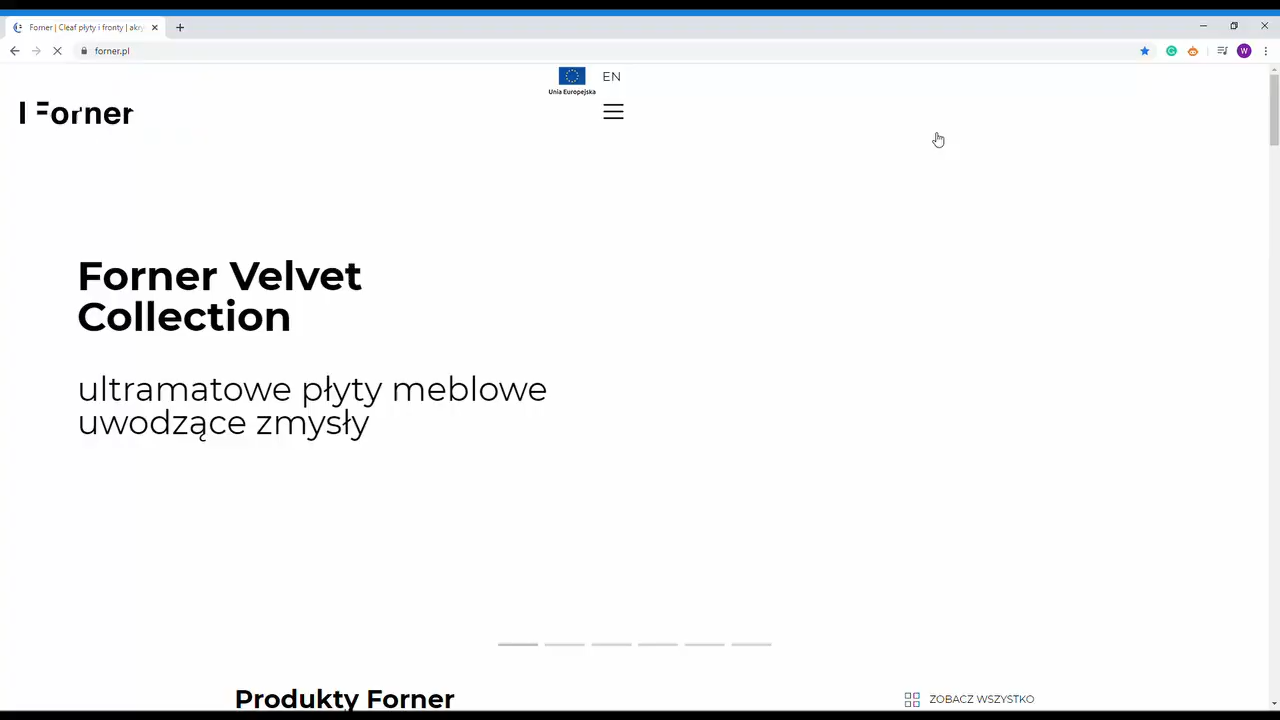 Forner | Cleaf płyty i fronty | akry
forner.pl
W
Unia Europejska
EN
Forner
Forner Velvet
Collection
ultramatowe płyty meblowe
uwodzące zmysły
Produkty Forner
ZOBACZ WSZYSTKO